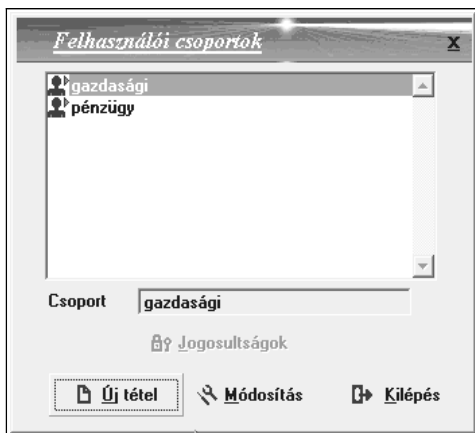 Felhasználói csoportok x
gazdasági
pénzügy
Csoport gazdasági
Jogosultságok
Új tétel Módosítás Kilépés